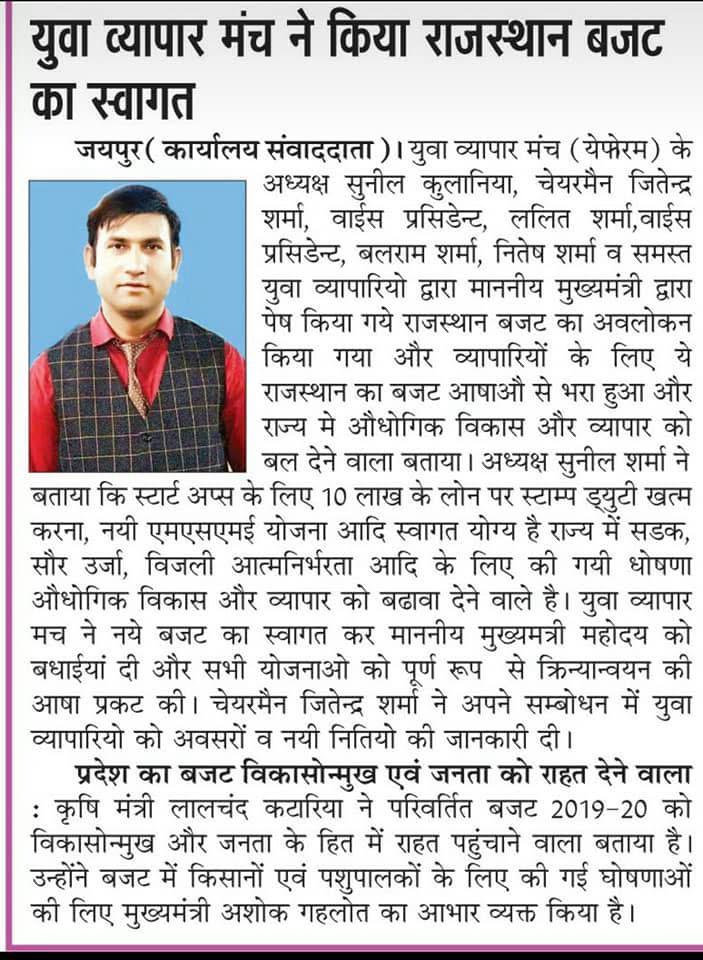 युवा व्यापार मंच ने किया राजस्थान बजट
का स्वागत
जयपुर( कार्यालय संवाददाता )। युवा व्यापार मंच (येफोरम) के
अध्यक्ष सुनील कुलानिया, चेयरमैन जितेन्द्र
शर्मा, वाईस प्रसिडेन्ट, ललित शर्मा,वाईस
प्रसिडेन्ट, बलराम शर्मा, नितेष शर्मा व समस्त
युवा व्यापारियो द्वारा माननीय मुख्यमंत्री द्वारा
पेष किया गये राजस्थान बजट का अवलोकन
किया गया और व्यापारियों के लिए ये
राजस्थान का बजट आषाऔ से भरा हुआ और
राज्य मे औधोगिक विकास और व्यापार को
बल देने वाला बताया। अध्यक्ष सुनील शर्मा ने
बताया कि स्टार्ट अप्स के लिए 10 लाख के लोन पर स्टाम्प ड्युटी खत्म
करना, नयी एमएसएमई योजना आदि स्वागत योग्य है राज्य में सडक,
सौर उर्जा, विजली आत्मनिर्भरता आदि के लिए की गयी धोषणा
औधोगिक विकास और व्यापार को बढावा देने वाले है। युवा व्यापार
मच ने नये बजट का स्वागत कर माननीय मुख्यमत्री महोदय को
बधाईयां दी और सभी योजनाओ को पूर्ण रूप से क्रिन्यान्वयन की
आषा प्रकट की। चेयरमैन जितेन्द्र शर्मा ने अपने सम्बोधन में युवा
व्यापारियो को अवसरों व नयी नितियो की जानकारी दी।
प्रदेश का बजट विकासोन्मुख एवं जनता को राहत देने वाला
: कृषि मंत्री लालचंद कटारिया ने परिवर्तित बजट 2019-20 को
विकासोन्मुख और जनता के हित में राहत पहुंचाने वाला बताया है।
उन्होंने बजट में किसानों एवं पशुपालकों के लिए की गई घोषणाओं
की लिए मुख्यमंत्री अशोक गहलोत का आभार व्यक्त किया है।